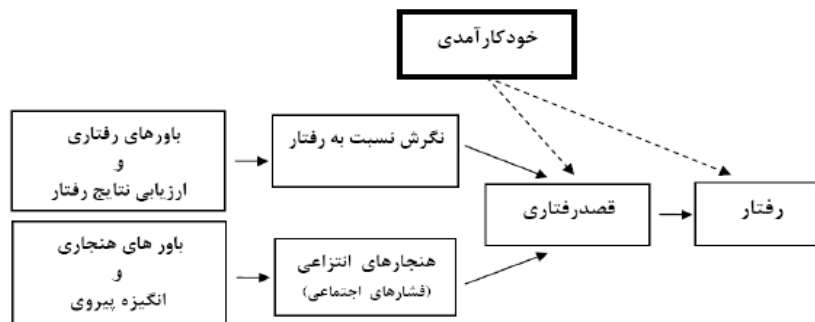 خودکارآمدی
باورهای رفتاری
و
ارزیابی نتایج رفتار
نگرش نسبت به رفتار
قصدرفتاری
رفتار
باور های هنجاری
و
انگیزه پیروی
هنجارهای انتزاعی
(فشارهای اجتماعی)